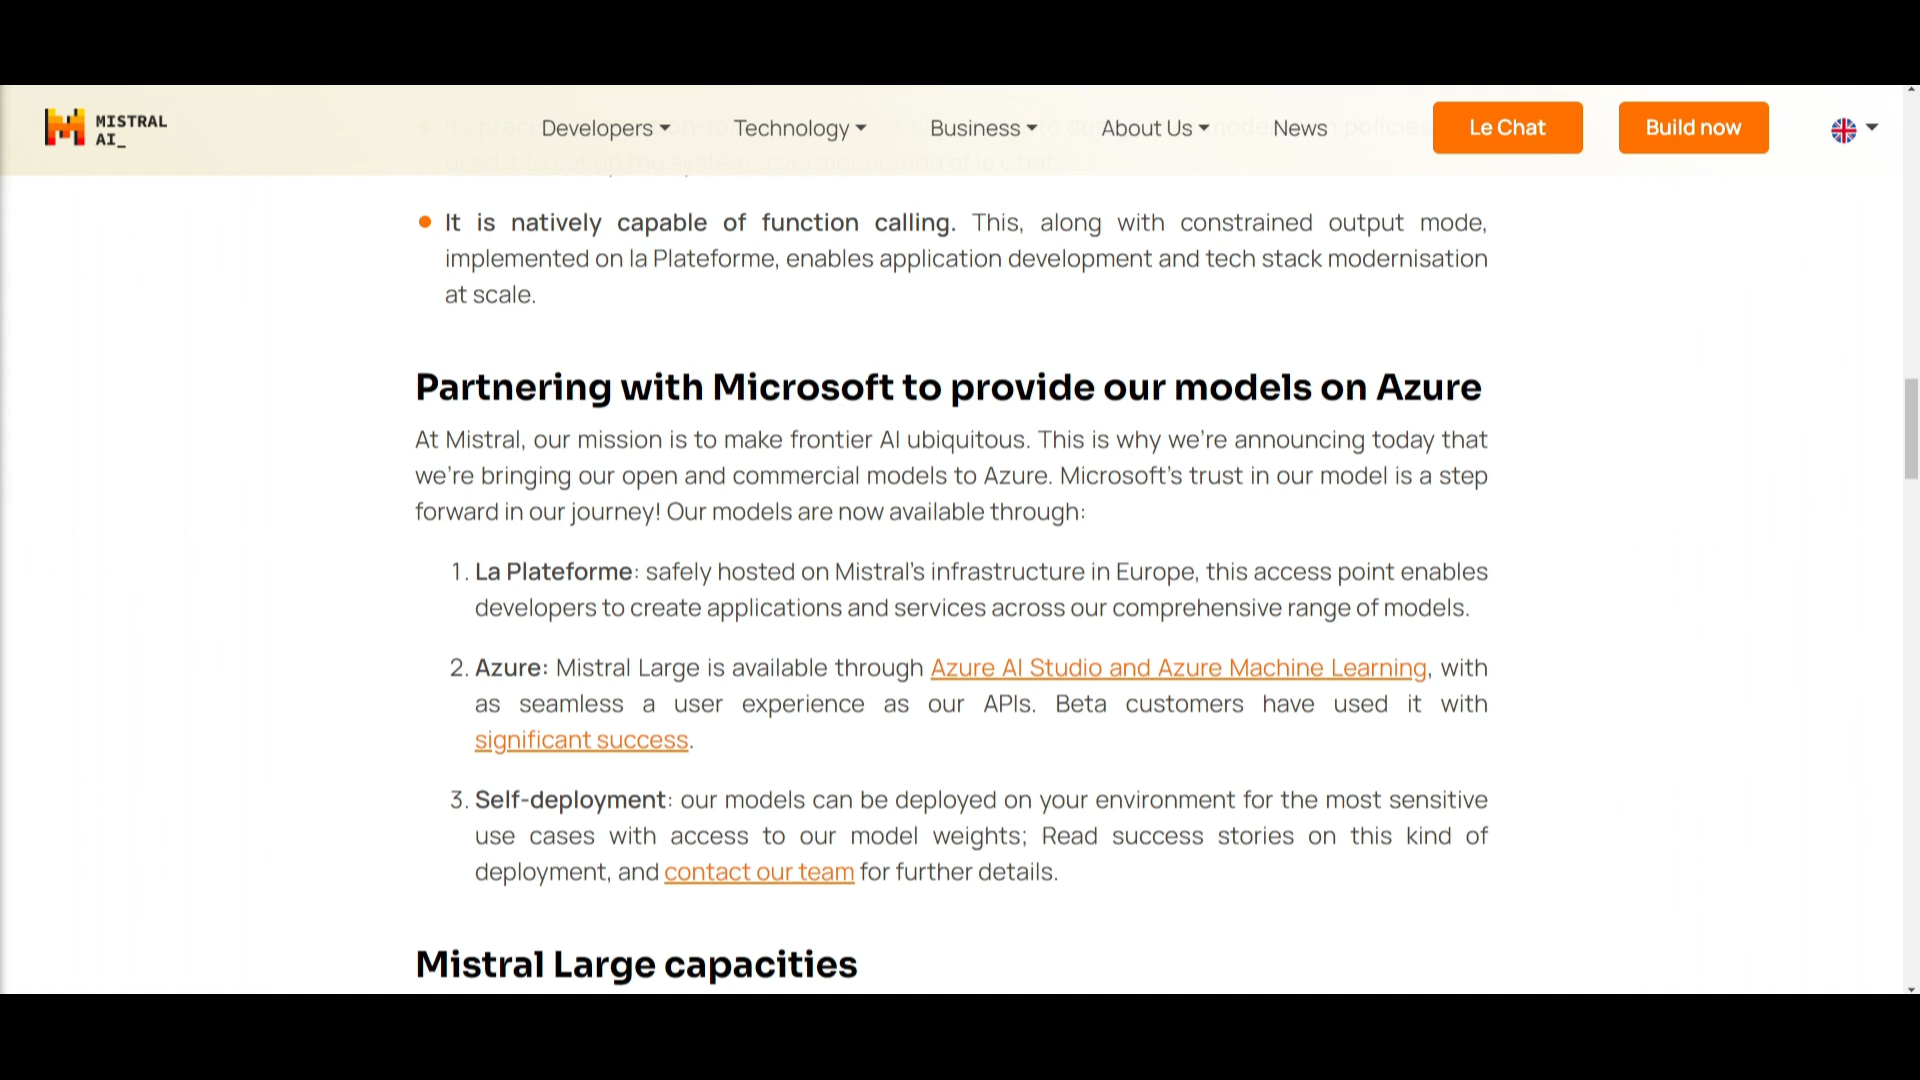 MISTRAL
AI_
Developers
Technology
Business
About Us
News
Le Chat
Build now
It is natively capable of function calling. This, along with constrained output mode,
implemented on la Plateforme, enables application development and tech stack modernisation
at scale.
Partnering with Microsoft to provide our models on Azure
At Mistral, our mission is to make frontier AI ubiquitous. This is why we’re announcing today that
we’re bringing our open and commercial models to Azure. Microsoft’s trust in our model is a step
forward in our journey! Our models are now available through:
1. La Plateforme: safely hosted on Mistral’s infrastructure in Europe, this access point enables
developers to create applications and services across our comprehensive range of models.
2. Azure: Mistral Large is available through Azure AI Studio and Azure Machine Learning, with
as seamless a user experience as our APIs. Beta customers have used it with
significant success.
3. Self-deployment: our models can be deployed on your environment for the most sensitive
use cases with access to our model weights; Read success stories on this kind of
deployment, and contact our team for further details.
Mistral Large capacities